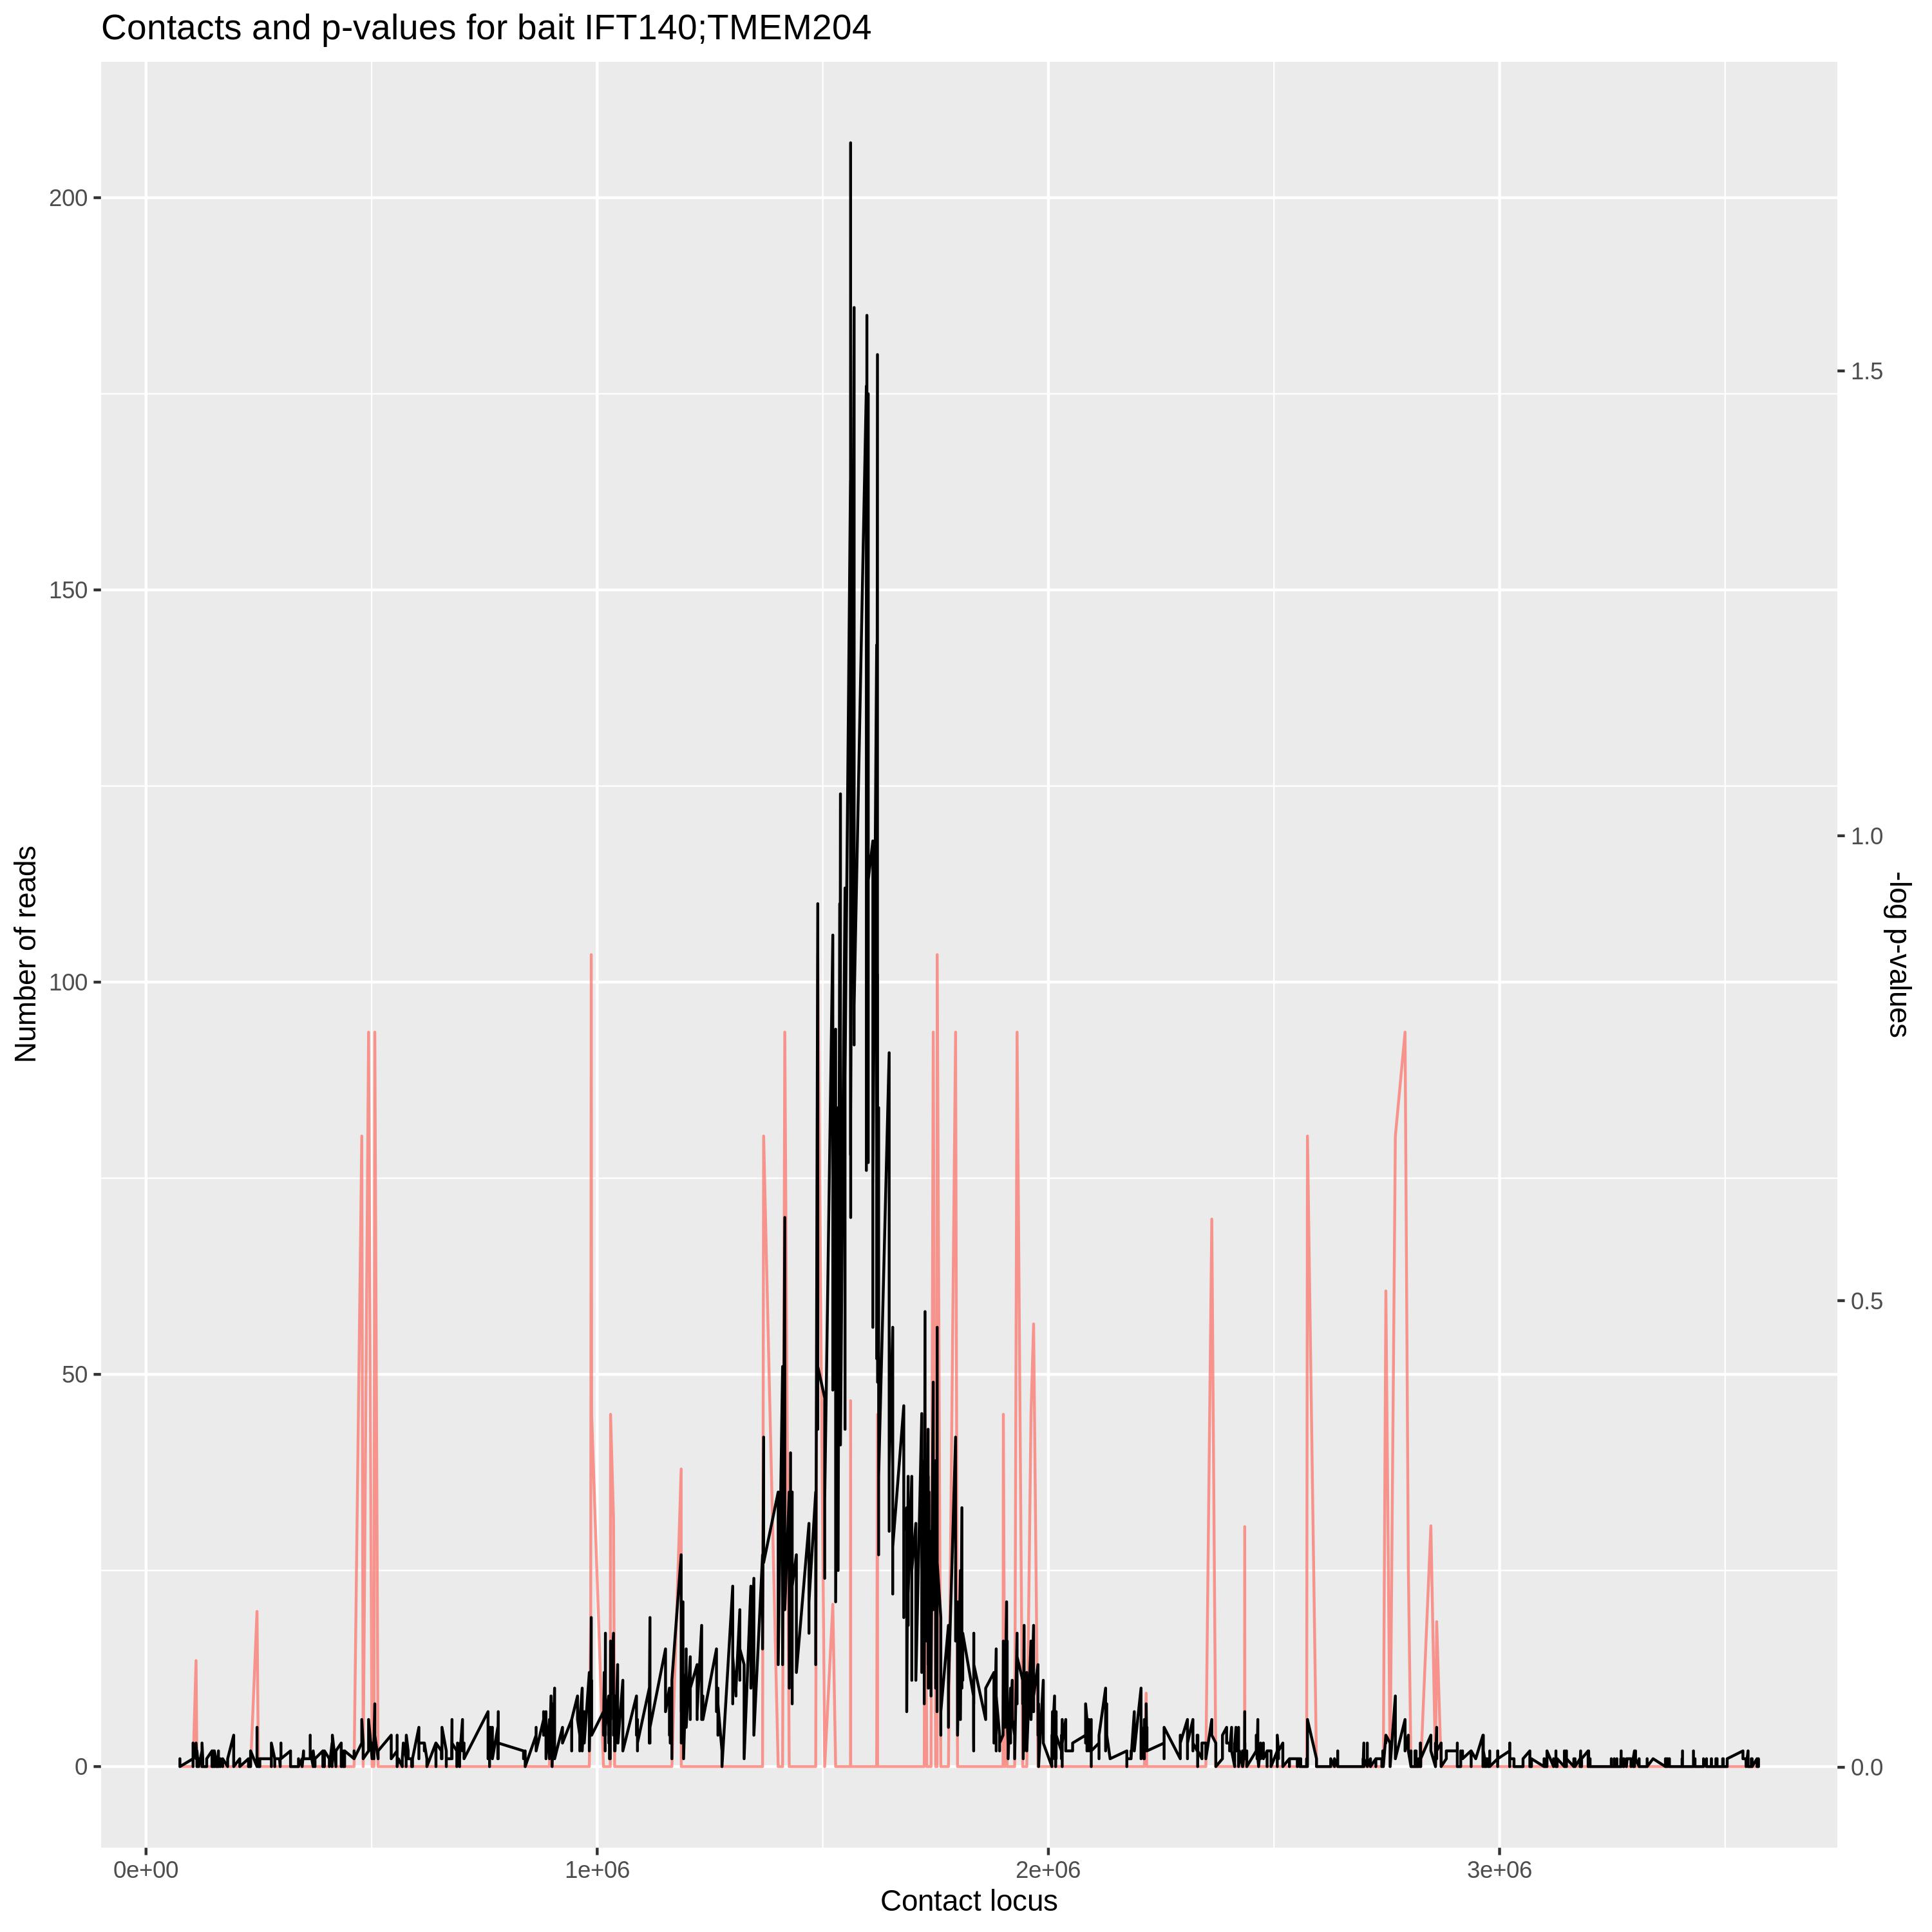 Contacts and p-values for bait IFT140;TMEM204
200
150
100
50
0
Number of reads
1.5
1.0
0.5
0.0
-log p-values
0e+00
1e+06
2e+06
3e+06
Contact locus